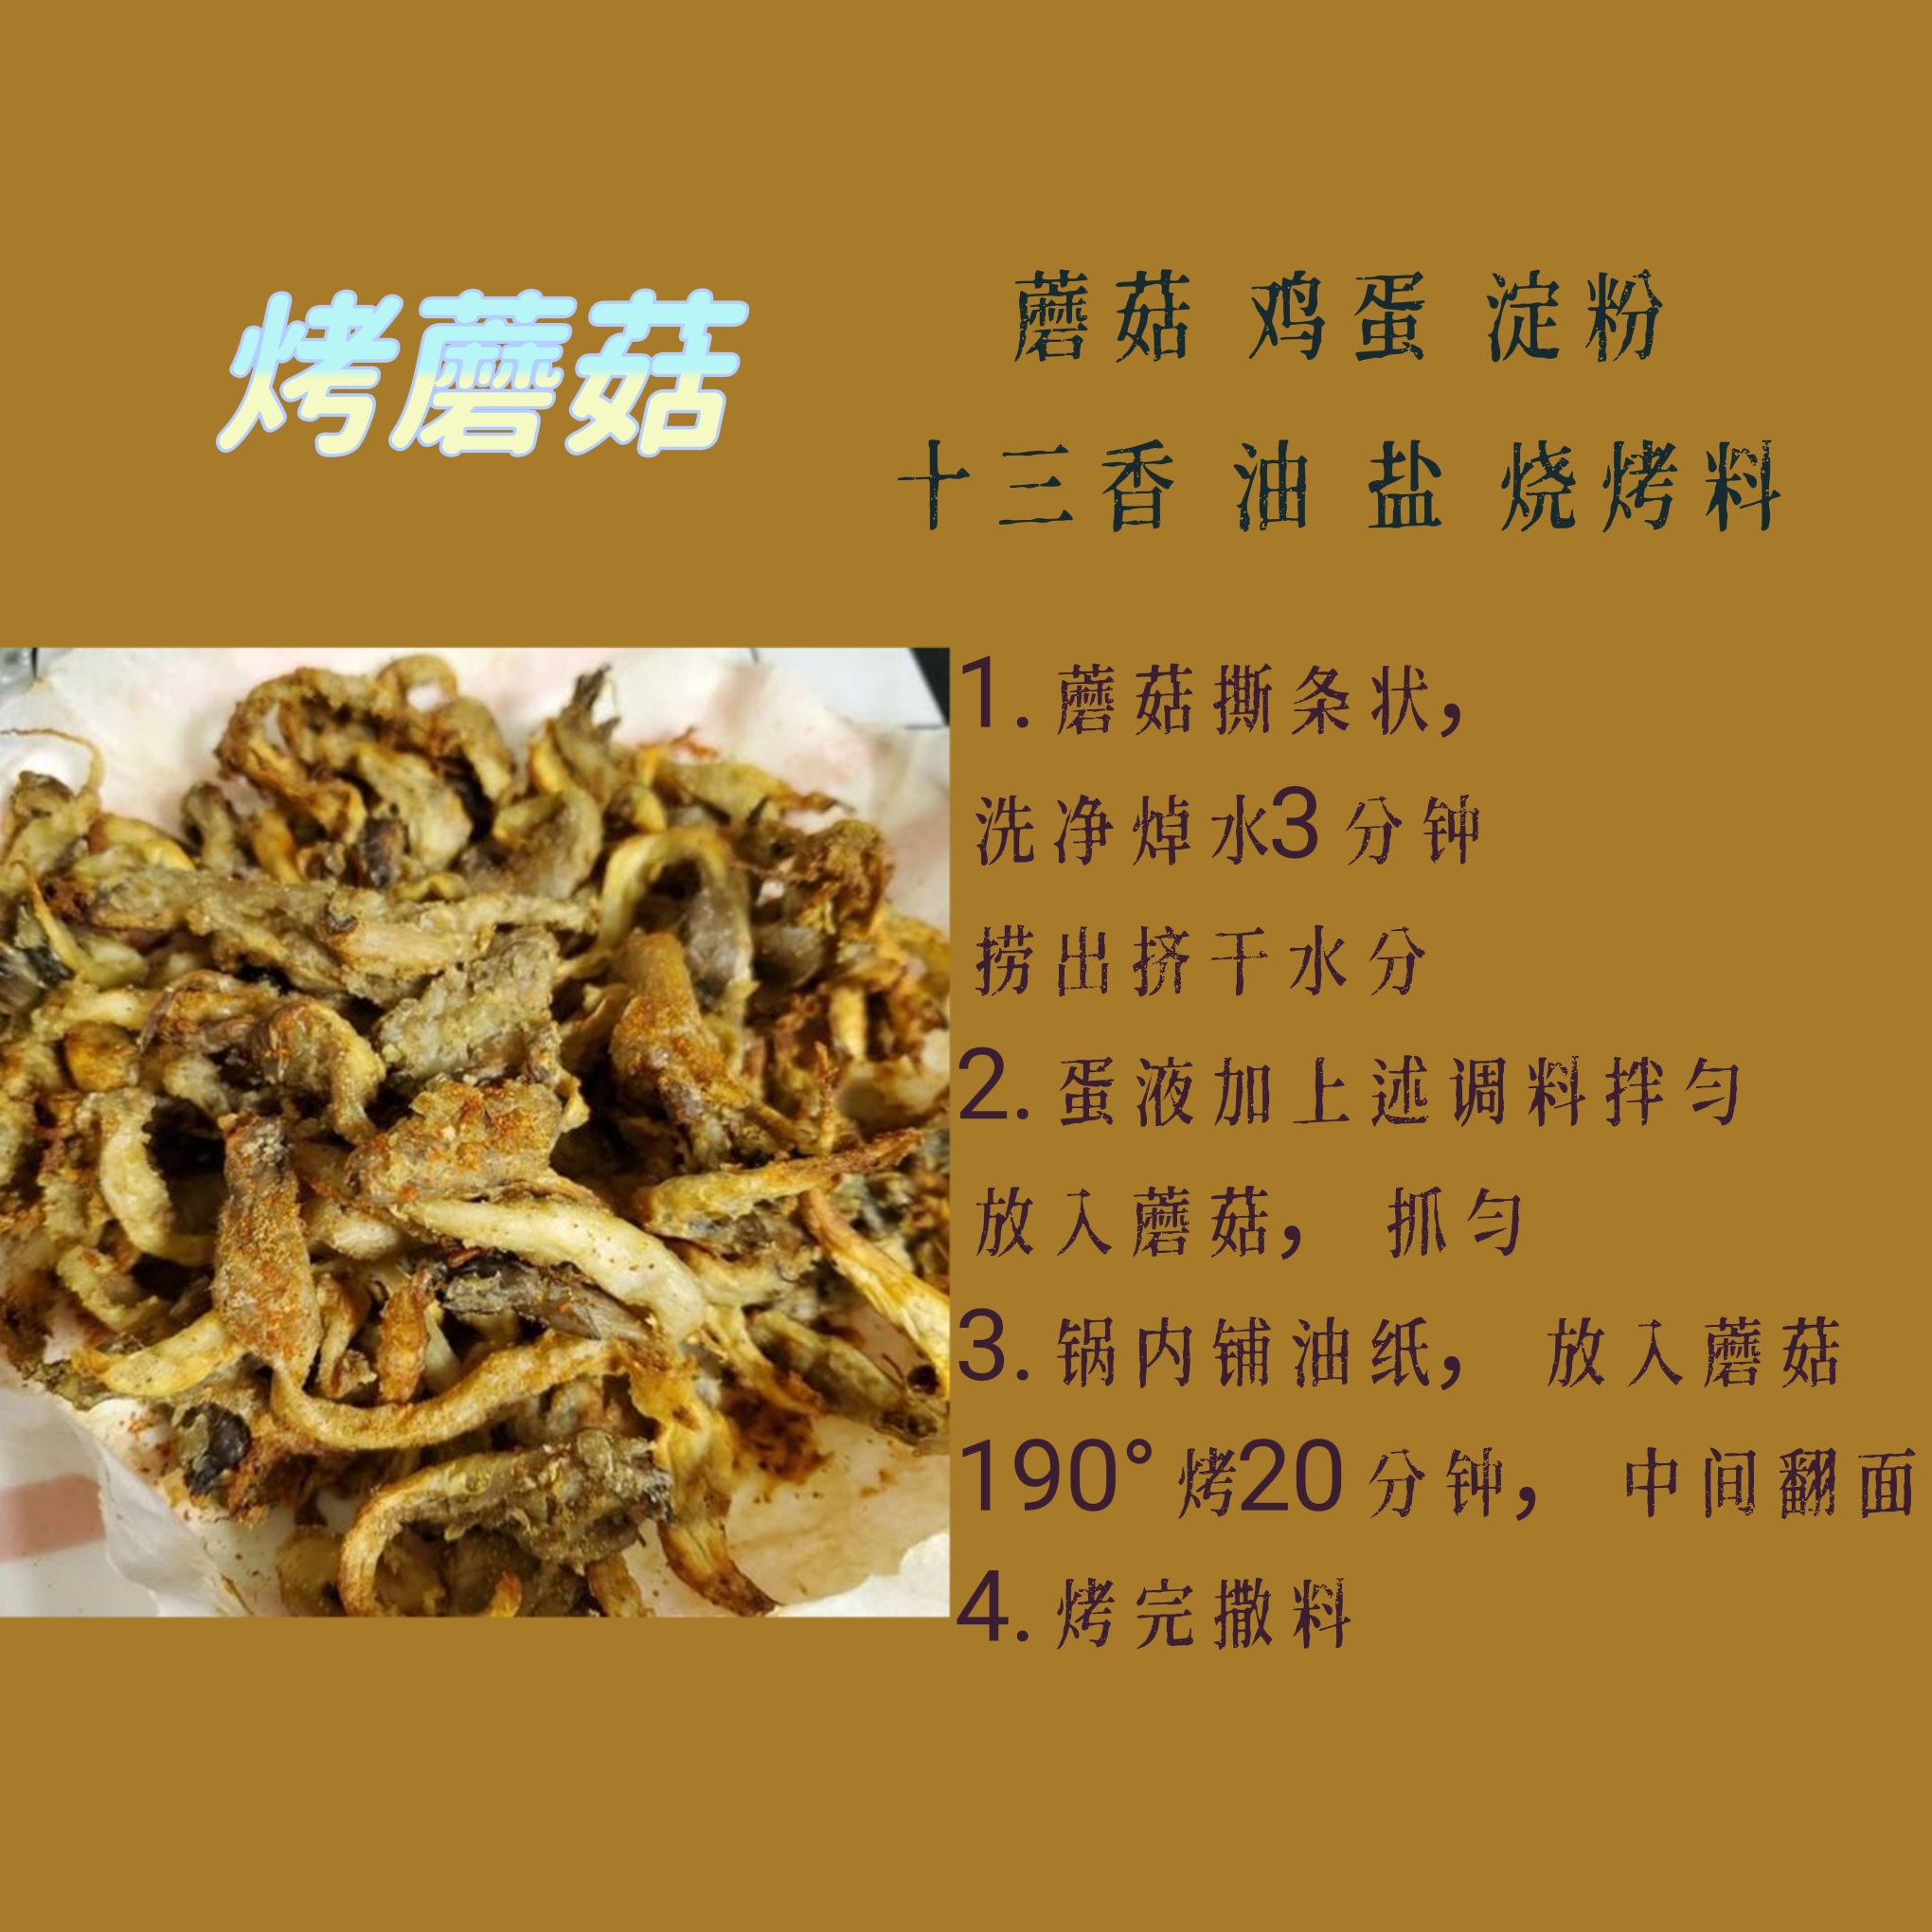 烤蘑菇
蘑菇 鸡蛋 淀粉
十三香 油 盐 烧烤料
1. 蘑菇撕条状，
洗净焯水3分钟
捞出挤干水分
2. 蛋液加上述调料拌匀
放入蘑菇， 抓匀
3. 锅内铺油纸， 放入蘑菇
190°烤20分钟， 中间翻面
4. 烤完撒料